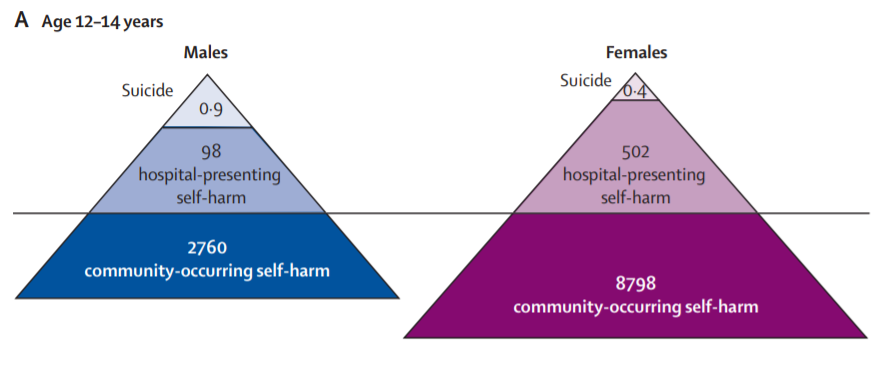 A Age 12–14 years
Males
Suicide
0·9
98
hospital-presenting
self-harm
2760
community-occurring self-harm
Females
Suicide
0·4
502
hospital-presenting
self-harm
8798
community-occurring self-harm